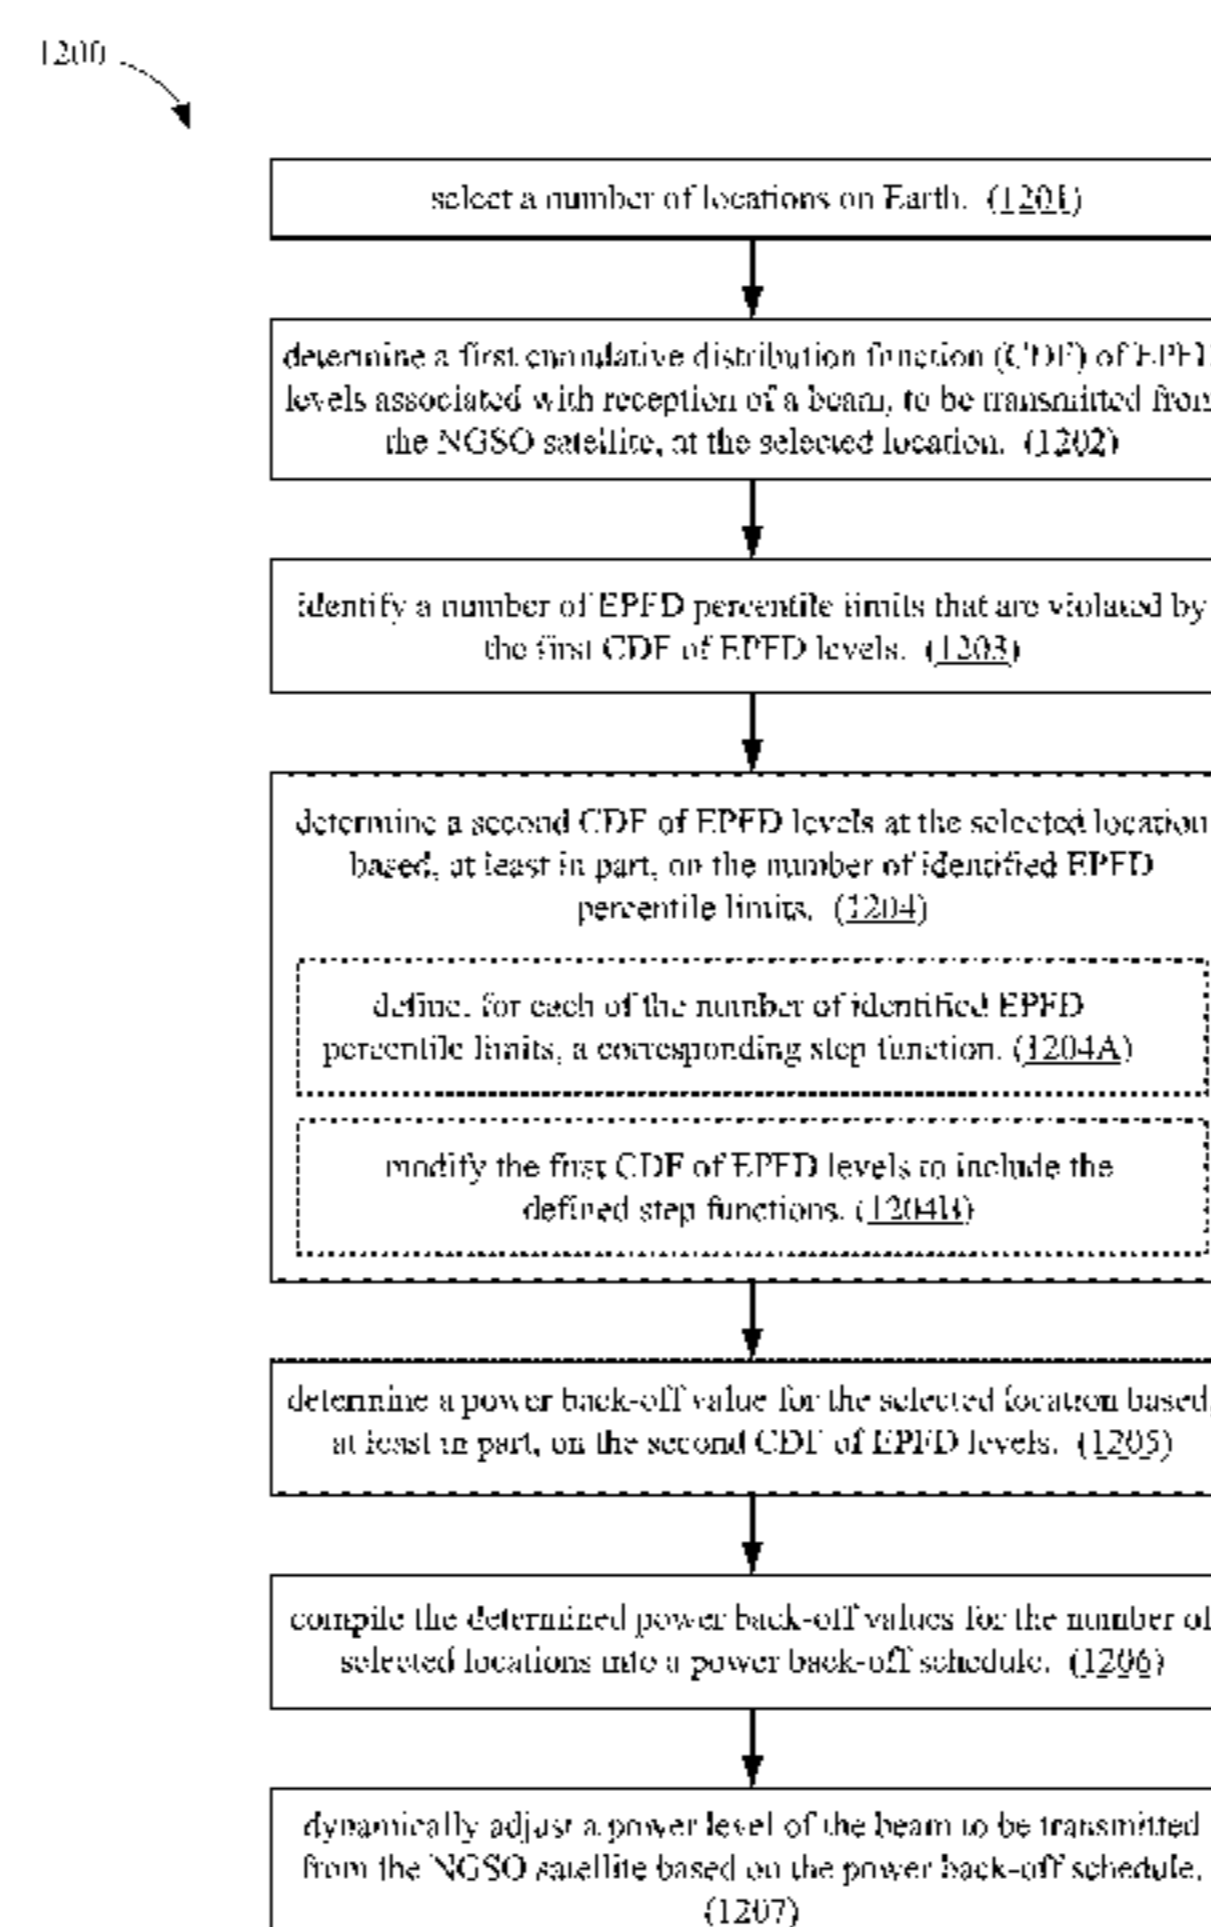 1200
select a number of locations on Earth. (1201)
determine a first cumulative distribution function (CDF) of EPFD
levels associated with reception of a beam, to be transmitted from
the NGSO satellite, at the selected location. (1202)
identify a number of EPFD percentile limits that are violated by
the first CDF of EPFD levels. (1203)
determine a second CDF of EPFD levels at the selected location
based, at least in part, on the number of identified EPFD
percentile limits. (1204)
define, for each of the number of identified EPFD
percentile limits, a corresponding step function. (1204A)
modify the first CDF of EPFD levels to include the
defined step functions. (1204B)
determine a power back-off value for the selected location based,
at least in part, on the second CDF of EPFD levels. (1205)
compile the determined power back-off values for the number of
selected locations into a power back-off schedule. (1206)
dynamically adjust a power level of the beam to be transmitted
from the NGSO satellite based on the power back-off schedule.
(1207)